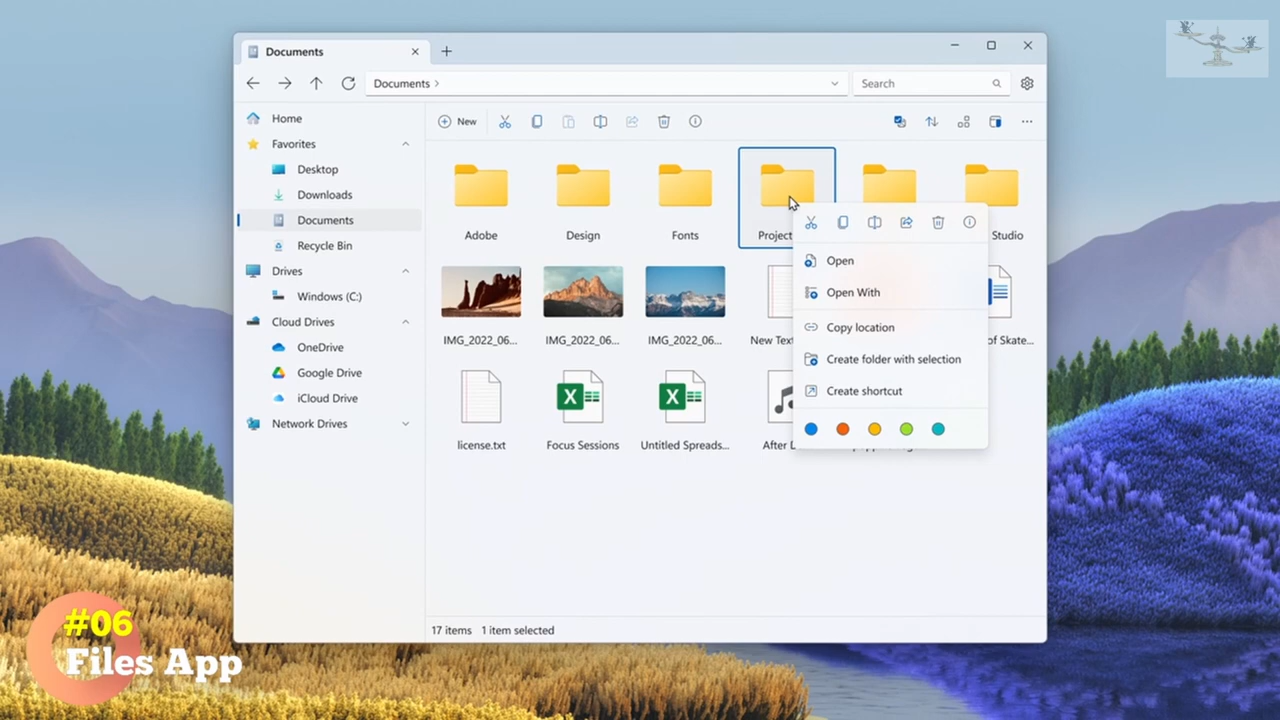 Documents
Documents
Search
Home
Favorites
Desktop
Downloads
Documents
Recycle Bin
Drives
Windows (C:)
Cloud Drives
OneDrive
Google Drive
iCloud Drive
Network Drives
New
Adobe
Design
Fonts
Project
Studio
IMG_2022_06...
IMG_2022_06...
IMG_2022_06...
New Text
of Skate...
license.txt
Focus Sessions
Untitled Spreads...
After
Open
Open With
Copy location
Create folder with selection
Create shortcut
17 items 1 item selected
#06
Files App